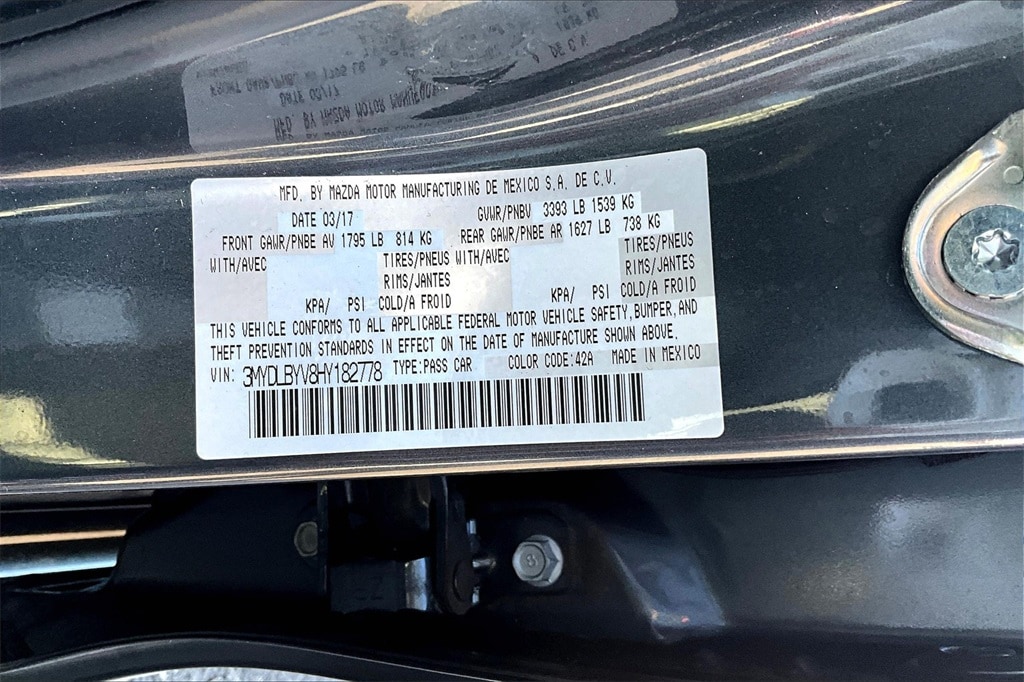 MFD. BY MAZDA MOTOR MANUFACTURING DE MEXICO S.A. DE C.V.
DATE 03/17 GVWR/PNBV 3393 LB 1539 KG
FRONT GAWR/PNBE AV 1795 LB 814 KG REAR GAWR/PNBE AR 1627 LB 738 KG
WITH/AVEC TIRES/PNEUS WITH/AVEC TIRES/PNEUS
RIMS/JANTES RIMS/JANTES
KPA/ PSI COLD/A FROID KPA/ PSI COLD/A FROID
THIS VEHICLE CONFORMS TO ALL APPLICABLE FEDERAL MOTOR VEHICLE SAFETY, BUMPER, AND
THEFT PREVENTION STANDARDS IN EFFECT ON THE DATE OF MANUFACTURE SHOWN ABOVE.
VIN: 3MYDLBYV8HY182778 TYPE:PASS CAR COLOR CODE:42A MADE IN MEXICO
8